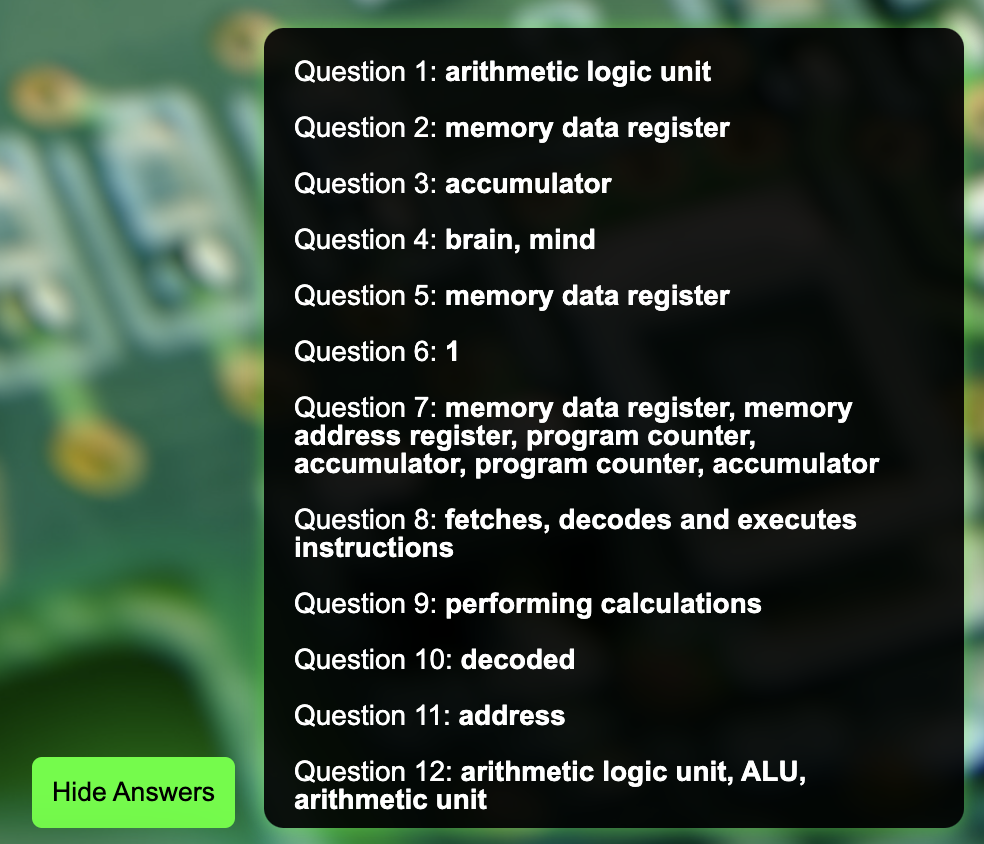 Question 1: arithmetic logic unit
Question 2: memory data register
Question 3: accumulator
Question 4: brain, mind
Question 5: memory data register
Question 6: 1
Question 7: memory data register, memory
address register, program counter,
accumulator, program counter, accumulator
Question 8: fetches, decodes and executes
instructions
Question 9: performing calculations
Question 10: decoded
Question 11: address
Question 12: arithmetic logic unit, ALU,
arithmetic unit
Hide Answers